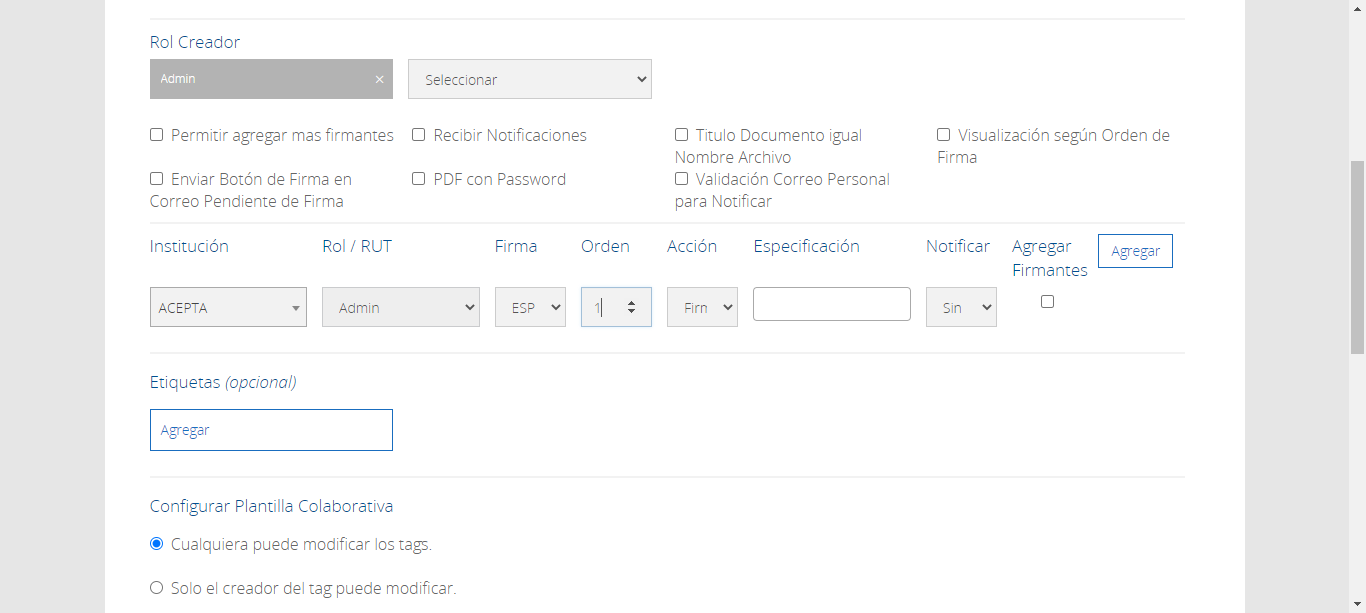 Rol Creador
Admin ×
Seleccionar
Permitir agregar mas firmantes
Recibir Notificaciones
Titulo Documento igual
Nombre Archivo
Visualización según Orden de
Firma
Enviar Botón de Firma en
Correo Pendiente de Firma
PDF con Password
Validación Correo Personal
para Notificar
Institución
Rol / RUT
Firma
Orden
Acción
Especificación
Notificar
Agregar
Firmantes
Agregar
ACEPTA
Admin
ESP
1
Firn
Sin
Etiquetas (opcional)
Agregar
Configurar Plantilla Colaborativa
Cualquiera puede modificar los tags.
Solo el creador del tag puede modificar.